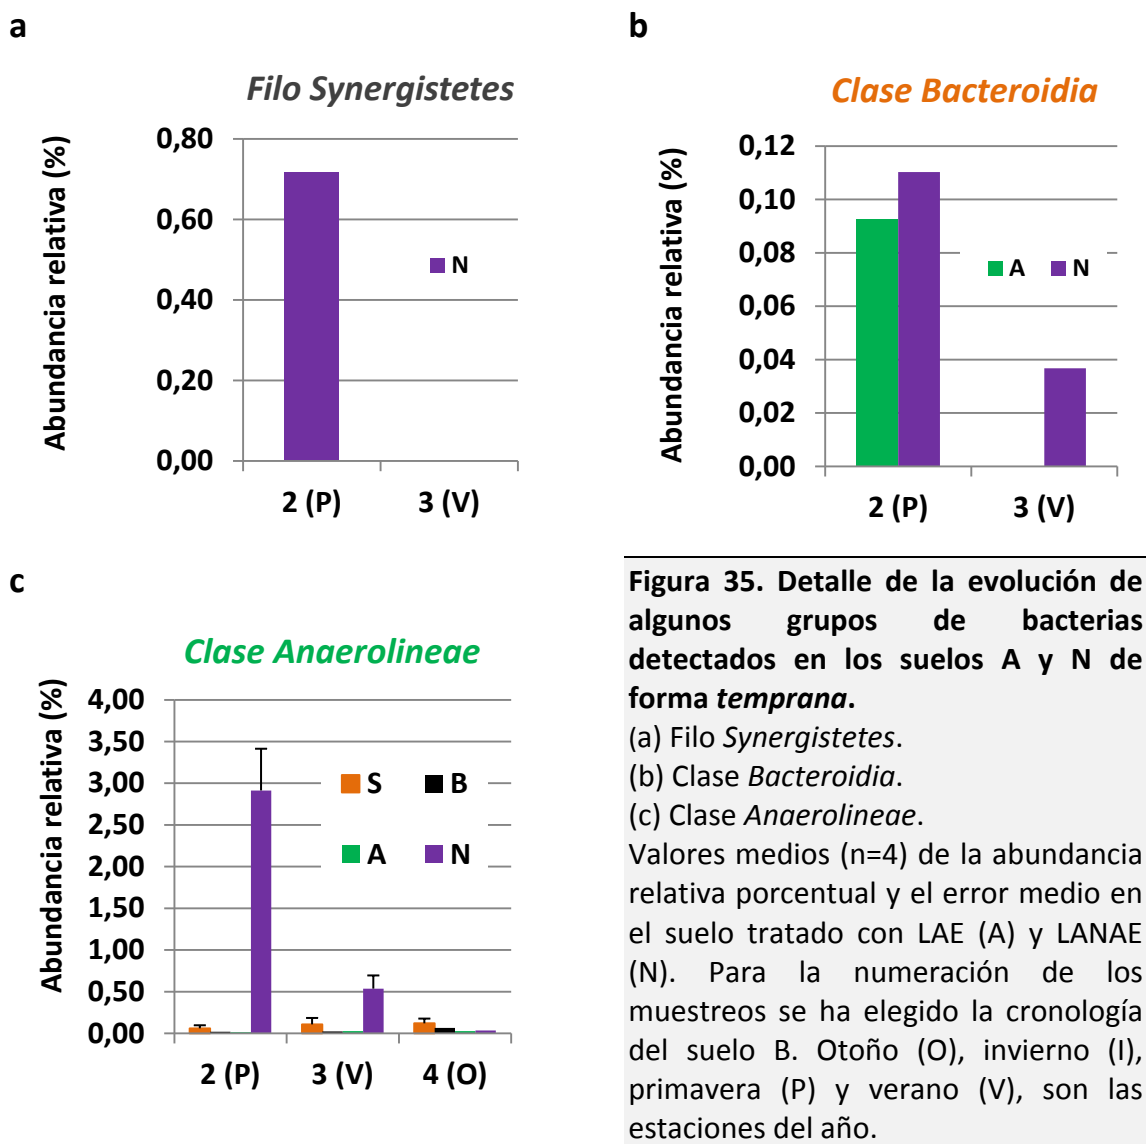 a
Filo Synergistetes
Abundancia relativa (%)
0,80
0,60
0,40
0,20
0,00
N
2 (P) 3 (V)
b
Clase Bacteroidia
Abundancia relativa (%)
0,12
0,10
0,08
0,06
0,04
0,02
0,00
A N
2 (P) 3 (V)
c
Clase Anaerolineae
Abundancia relativa (%)
4,00
3,50
3,00
2,50
2,00
1,50
1,00
0,50
0,00
S B
A N
2 (P) 3 (V) 4 (O)
Figura 35. Detalle de la evolución de
algunos grupos de bacterias
detectados en los suelos A y N de
forma temprana.
(a) Filo Synergistetes.
(b) Clase Bacteroidia.
(c) Clase Anaerolineae.
Valores medios (n=4) de la abundancia
relativa porcentual y el error medio en
el suelo tratado con LAE (A) y LANAE
(N). Para la numeración de los
muestreos se ha elegido la cronología
del suelo B. Otoño (O), invierno (I),
primavera (P) y verano (V), son las
estaciones del año.